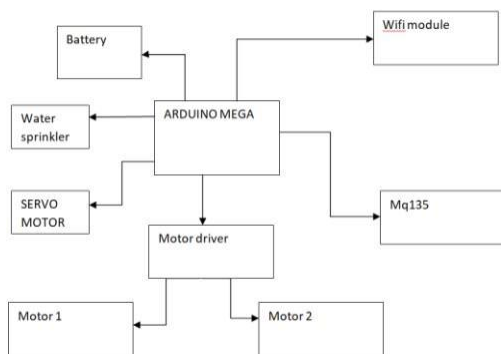 Battery
Wifi module
Water
sprinkler
ARDUINO MEGA
SERVO
MOTOR
Mq135
Motor driver
Motor 1
Motor 2